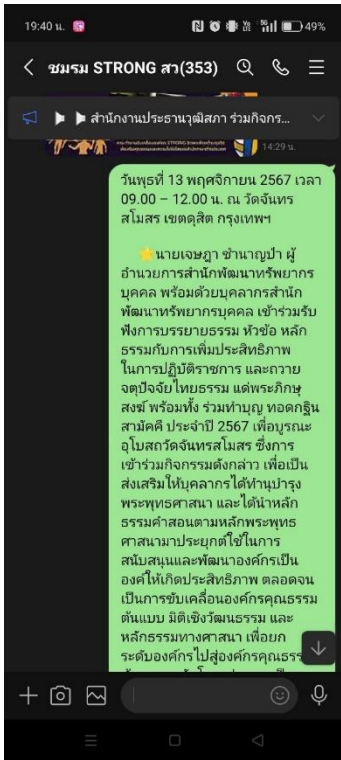 19:40 น.
49%
ชมรม STRONG สว(353)
สำนักงานประธานวุฒิสภา ร่วมกิจกร...
14:29 น.
วันพุธที่ 13 พฤศจิกายน 2567 เวลา
09.00 – 12.00 น. ณ วัดจันทร
สโมสร เขตดุสิต กรุงเทพฯ
นายเจษฎา ชำนาญป่า ผู้
อำนวยการสำนักพัฒนาทรัพยากร
บุคคล พร้อมด้วยบุคลากรสำนัก
พัฒนาทรัพยากรบุคคล เข้าร่วมรับ
ฟังการบรรยายธรรม หัวข้อ หลัก
ธรรมกับการเพิ่มประสิทธิภาพ
ในการปฏิบัติราชการ และถวาย
จตุปัจจัยไทยธรรม แด่พระภิกษุ
สงฆ์ พร้อมทั้ง ร่วมทำบุญ ทอดกฐิน
สามัคคี ประจำปี 2567 เพื่อบูรณะ
อุโบสถวัดจันทรสโมสร ซึ่งการ
เข้าร่วมกิจกรรมดังกล่าว เพื่อเป็น
ส่งเสริมให้บุคลากรได้ทำนุบำรุง
พระพุทธศาสนา และได้นำหลัก
ธรรมคำสอนตามหลักพระพุทธ
ศาสนามาประยุกต์ใช้ในการ
สนับสนุนและพัฒนาองค์กรเป็น
องค์ให้เกิดประสิทธิภาพ ตลอดจน
เป็นการขับเคลื่อนองค์กรคุณธรรม
ต้นแบบ มิติเชิงวัฒนธรรม และ
หลักธรรมทางศาสนา เพื่อยก
ระดับองค์กรไปสู่องค์กรคุณธรร